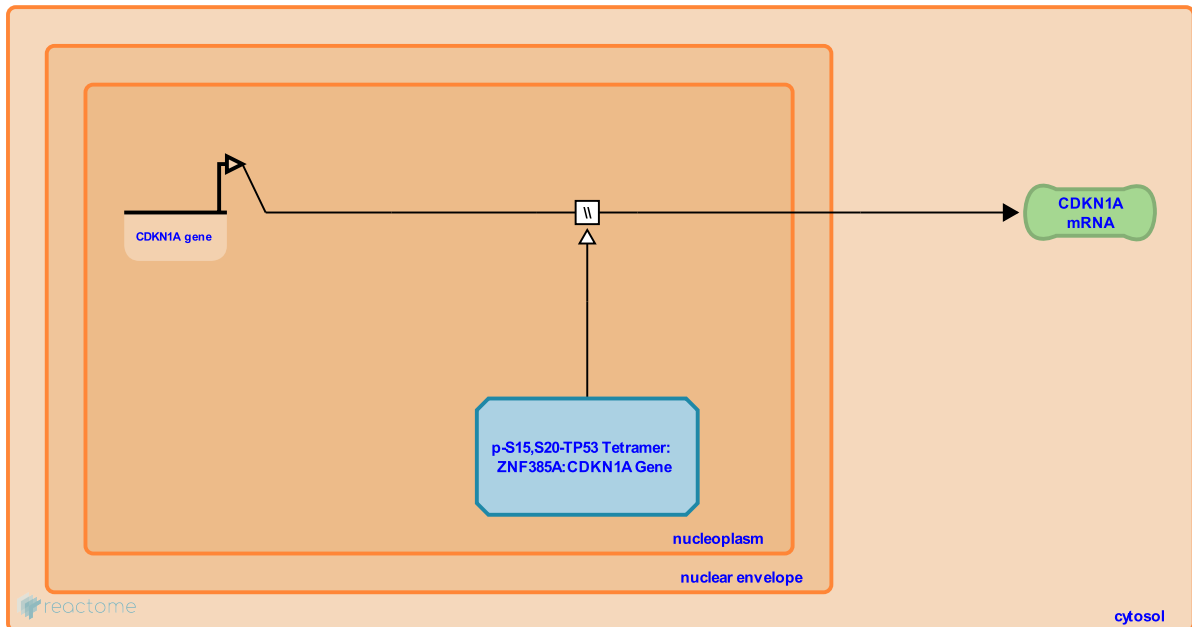 CDKN1A gene
\\
CDKN1A
mRNA
p-S15,S20-TP53 Tetramer:
ZNF385A:CDKN1A Gene
nucleoplasm
nuclear envelope
reactome
cytosol